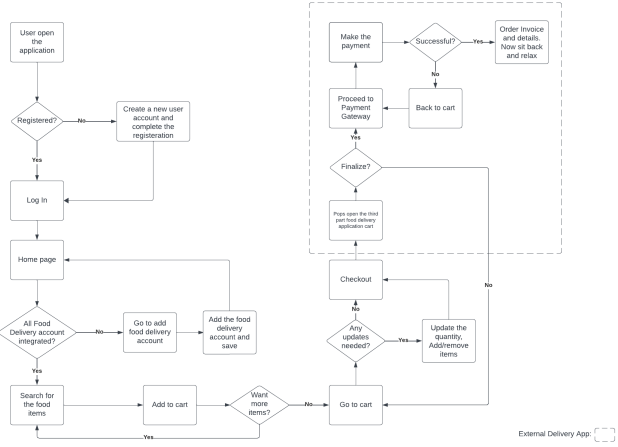 User open
the
application
Registered?
No
Create a new user
account and
complete the
registeration
Yes
Log In
Home page
All Food
Delivery account
integrated?
No
Go to add
food delivery
account
Add the food
delivery
account and
save
Yes
Search for
the food
items
Add to cart
Want
more
items?
Yes
No
Go to cart
Any
updates
needed?
Yes
Update the
quantity,
Add/remove
items
No
Checkout
Pops open the third
part food delivery
application cart
Finalize?
No
Yes
Proceed to
Payment
Gateway
Make the
payment
Successful?
No
Back to cart
Yes
Order Invoice
and details.
Now sit back
and relax
External Delivery App: